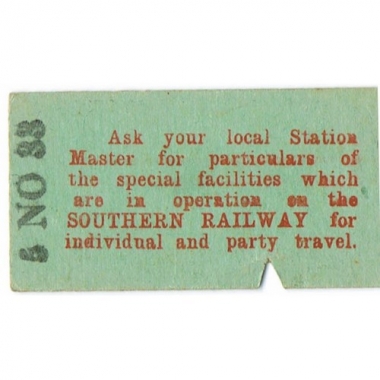 Ask your local Station
Master for particulars of
the special facilities which
are in operation on the
SOUTHERN RAILWAY for
individual and party travel.
NO 33